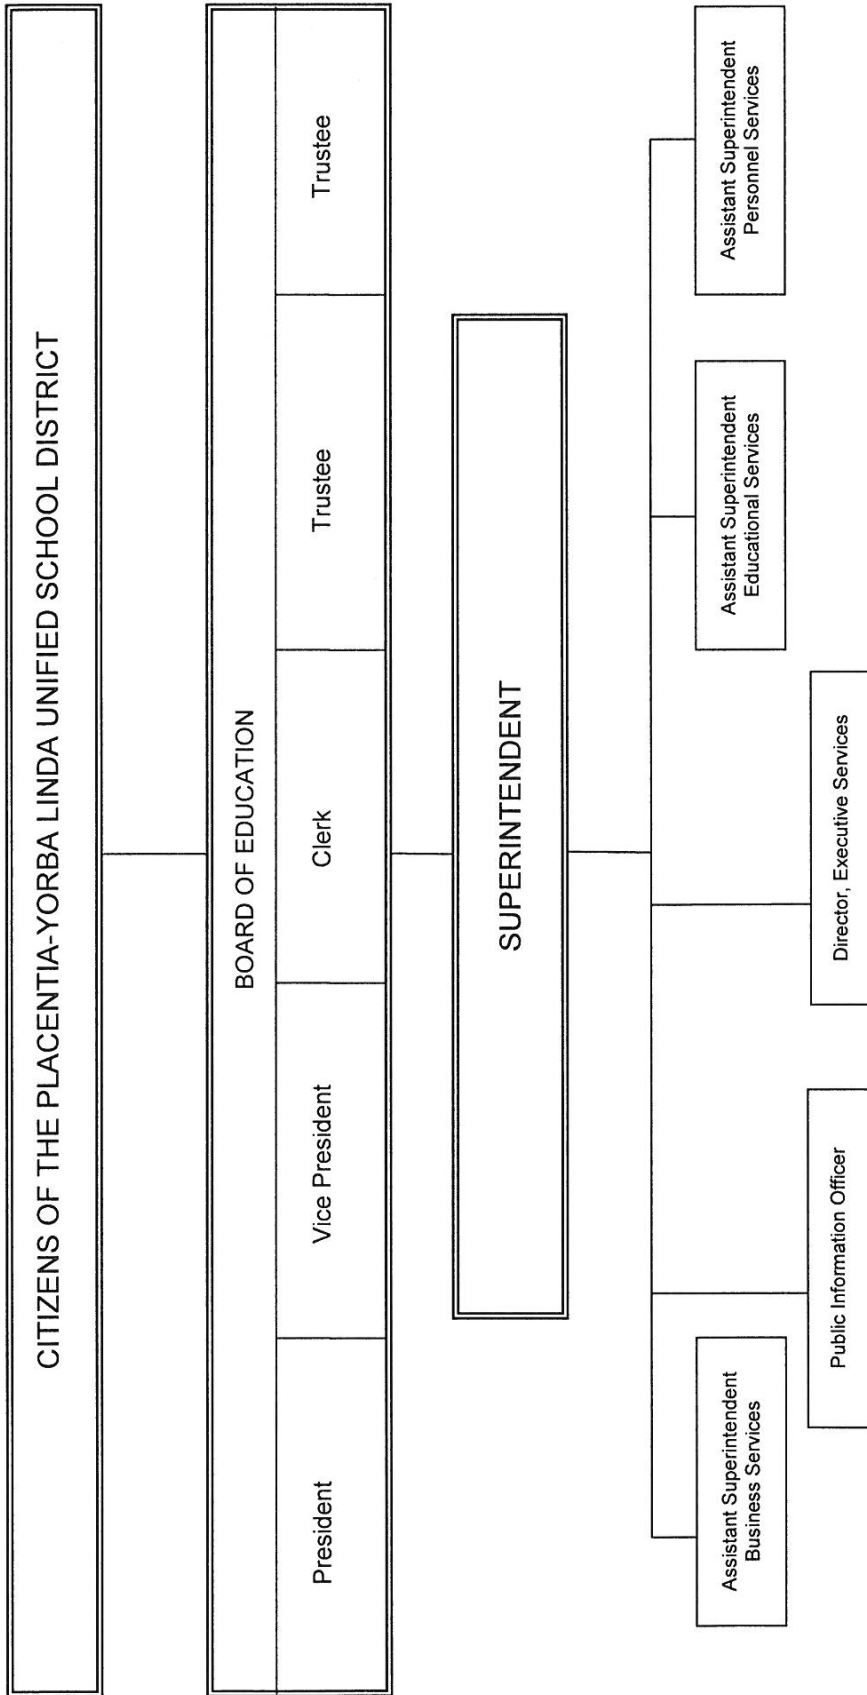 CITIZENS OF THE PLACENTIA-YORBA LINDA UNIFIED SCHOOL DISTRICT
BOARD OF EDUCATION
President
Vice President
Clerk
Trustee
Trustee
SUPERINTENDENT
Assistant Superintendent
Business Services
Public Information Officer
Director, Executive Services
Assistant Superintendent
Educational Services
Assistant Superintendent
Personnel Services